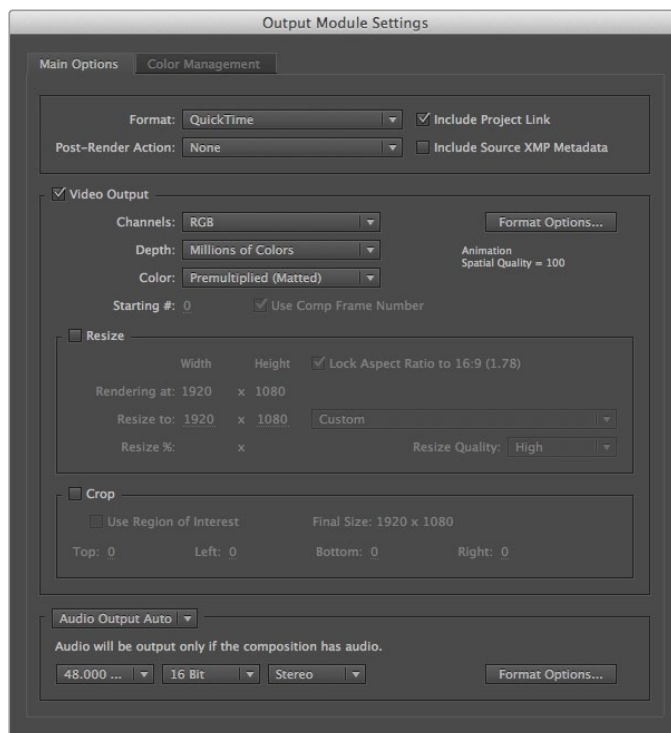 Output Module Settings
Main Options Color Management
Format: QuickTime Include Project Link
Post-Render Action: None Include Source XMP Metadata
Video Output
Channels: RGB Format Options...
Depth: Millions of Colors Animation
Spatial Quality = 100
Color: Premultiplied (Matted)
Starting #: 0 Use Comp Frame Number
Resize
Width Height Lock Aspect Ratio to 16:9 (1.78)
Rendering at: 1920 x 1080
Resize to: 1920 x 1080 Custom
Resize %: x Resize Quality: High
Crop
Use Region of Interest Final Size: 1920 x 1080
Top: 0 Left: 0 Bottom: 0 Right: 0
Audio Output Auto
Audio will be output only if the composition has audio.
48.000 ... 16 Bit Stereo Format Options...